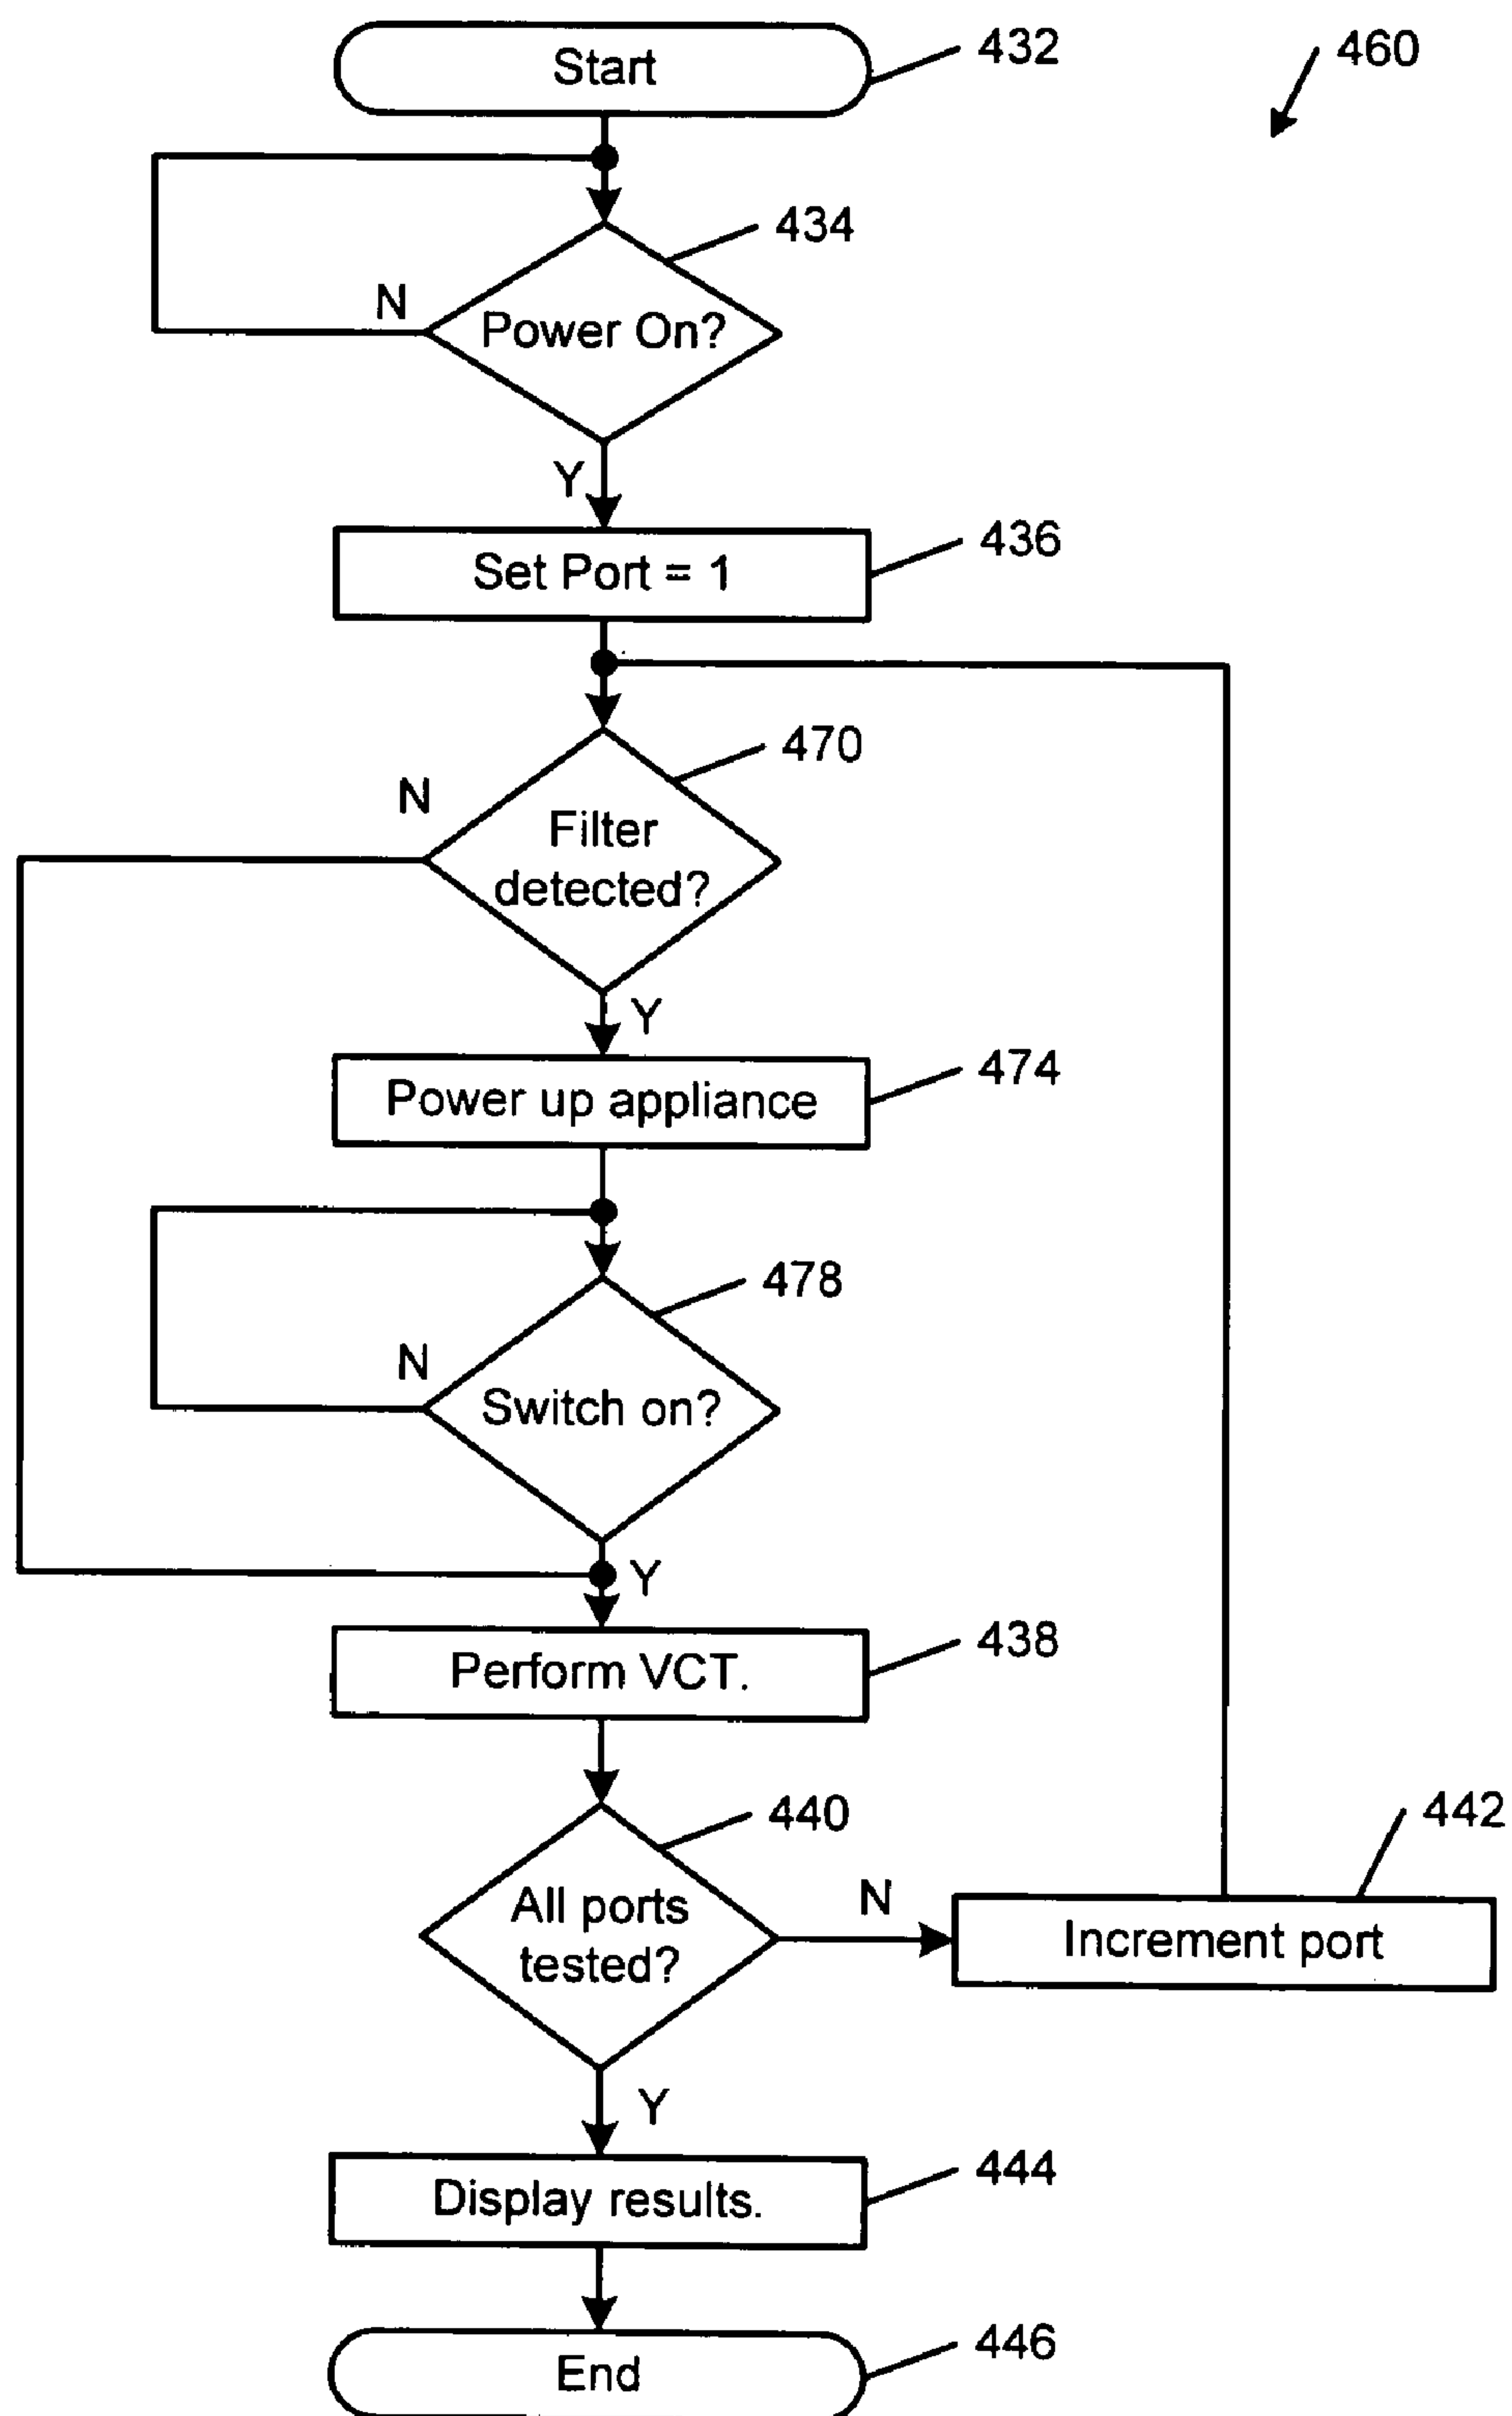 Start
432
460
434
N
Power On?
Y
436
Set Port = 1
470
N
Filter
detected?
Y
474
Power up appliance
478
N
Switch on?
Y
438
Perform VCT.
440
442
All ports
tested?
N
Increment port
Y
444
Display results.
446
End